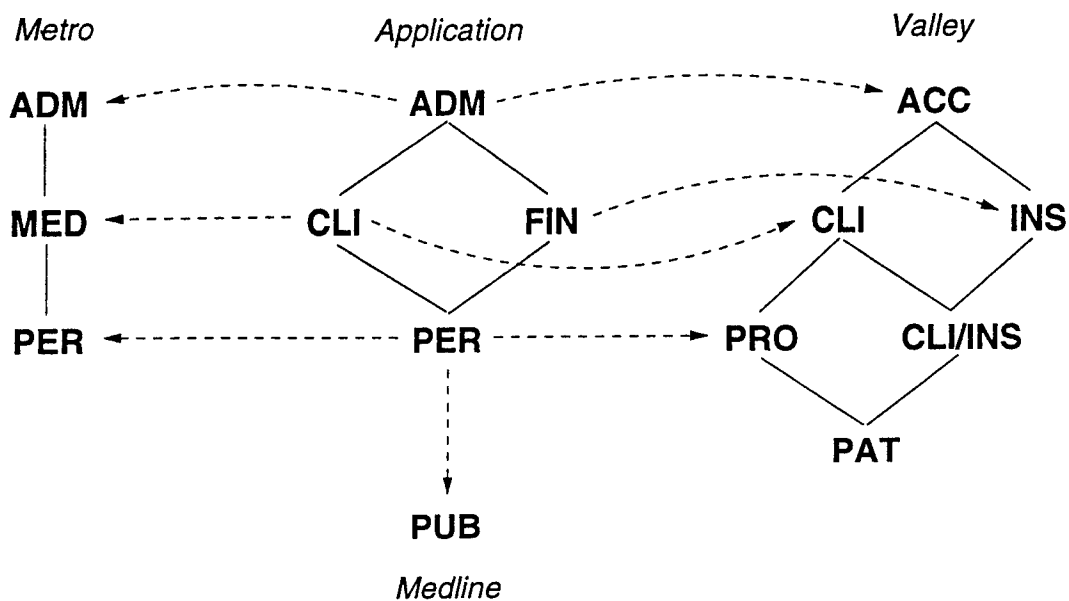 Metro Application Valley
ADM ADM ACC
MED CLI FIN CLI INS
PER PER PRO CLI/INS
PAT
PUB
Medline